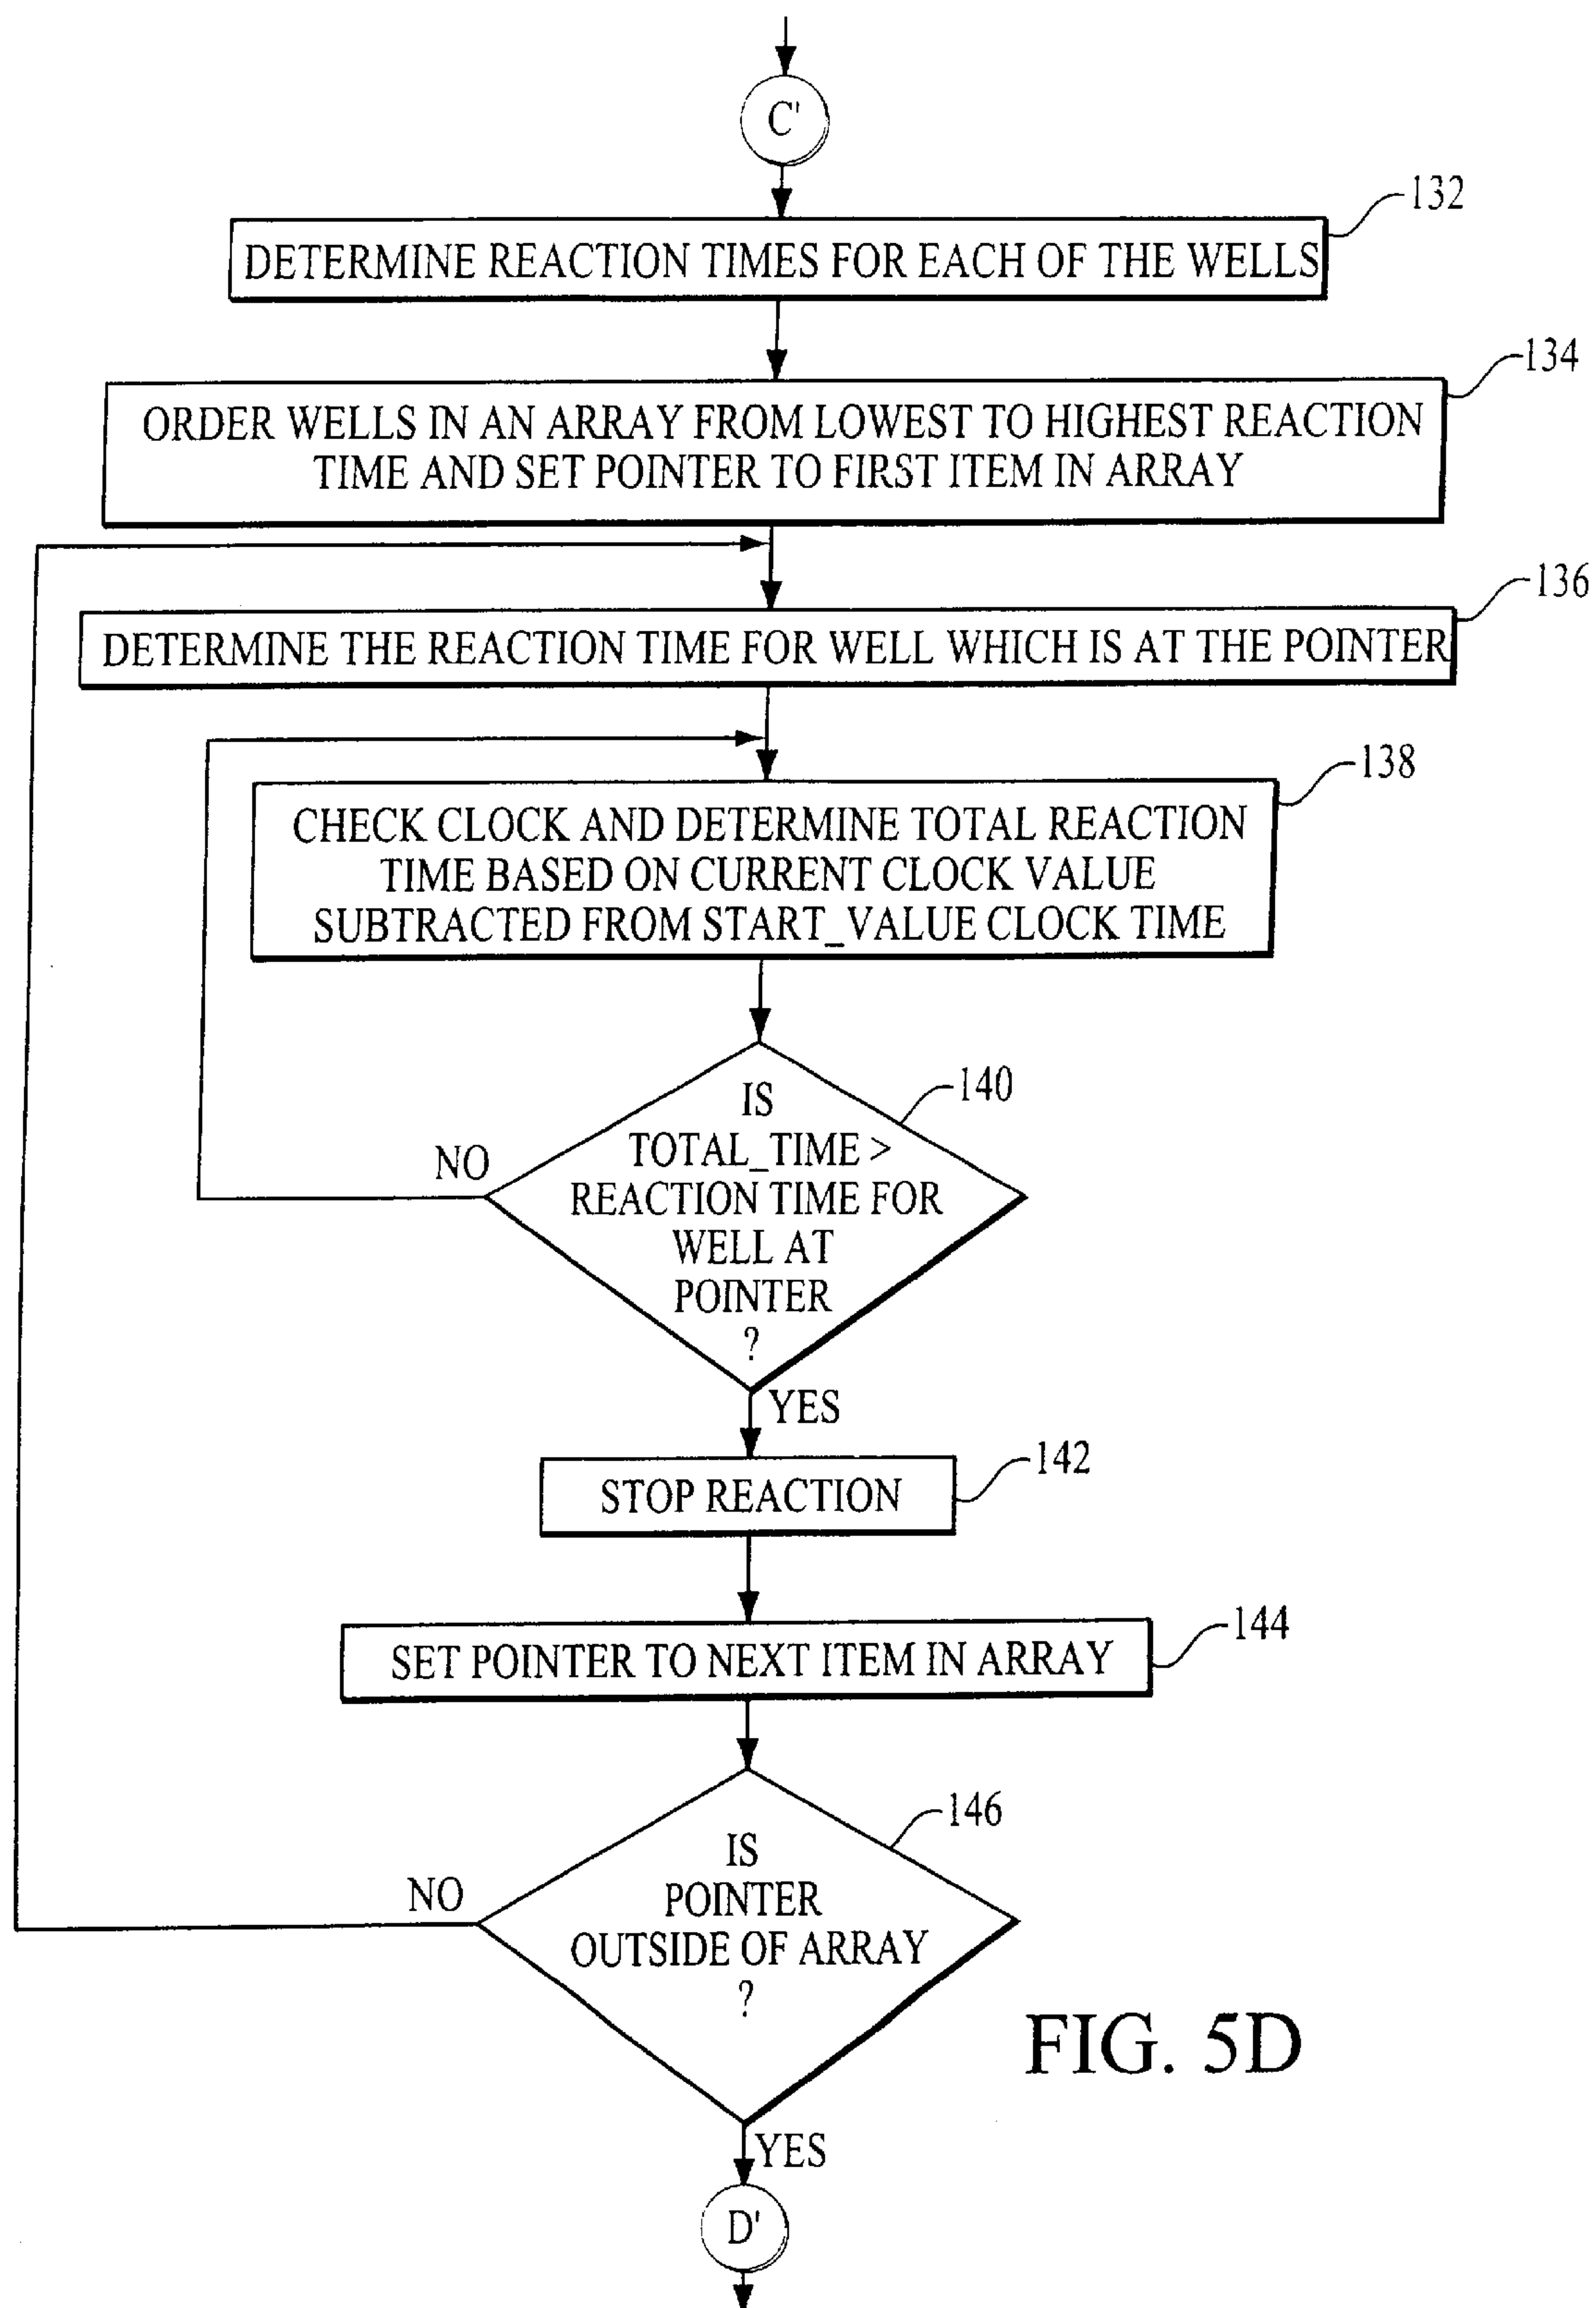 C'
132
DETERMINE REACTION TIMES FOR EACH OF THE WELLS
134
ORDER WELLS IN AN ARRAY FROM LOWEST TO HIGHEST REACTION
TIME AND SET POINTER TO FIRST ITEM IN ARRAY
136
DETERMINE THE REACTION TIME FOR WELL WHICH IS AT THE POINTER
138
CHECK CLOCK AND DETERMINE TOTAL REACTION
TIME BASED ON CURRENT CLOCK VALUE
SUBTRACTED FROM START_VALUE CLOCK TIME
140
IS
TOTAL_TIME >
REACTION TIME FOR
WELL AT
POINTER
?
NO
YES
142
STOP REACTION
144
SET POINTER TO NEXT ITEM IN ARRAY
146
IS
POINTER
OUTSIDE OF ARRAY
?
NO
YES
FIG. 5D
D'